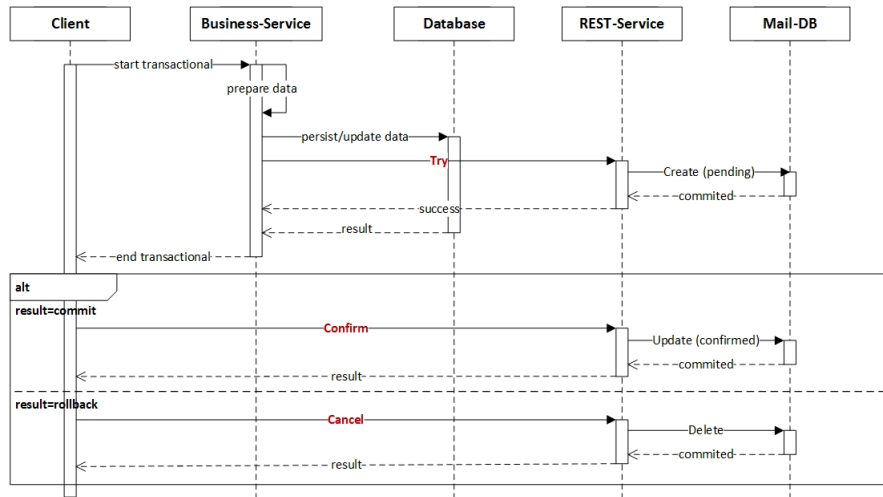 Client
Business-Service
Database
REST-Service
Mail-DB
start transactional
prepare data
persist/update data
Try
Create (pending)
commited
success
result
end transactional
alt
result=commit
Confirm
Update (confirmed)
commited
result
result=rollback
Cancel
Delete
commited
result